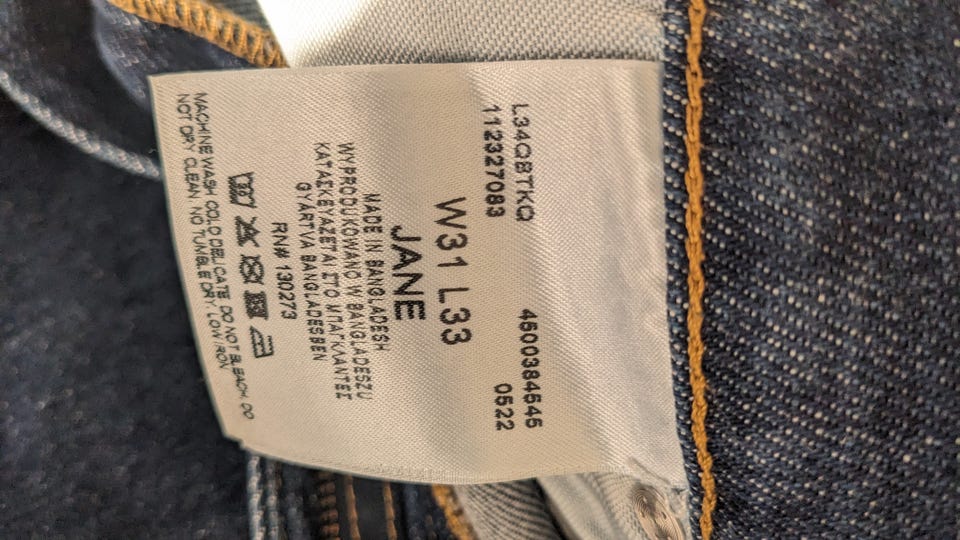 L34QBTKQ 4600384545
112327083 0522
W31 L33
JANE
MADE IN BANGLADESH
WYPRODUKOWANO W BANGLADESZU
ΚΑΤΑΣΚΕΥΑΖΕΤΑΙ ΣΤΟ ΜΠΑΓΚΛΑΝΤΕΣ
GYÁRTVA BANGLADESBEN
RN# 130273
MACHINE WASH COLD DELICATE DO NOT BLEACH DO
NOT DRY CLEAN NO TUMBLE DRY LOW IRON